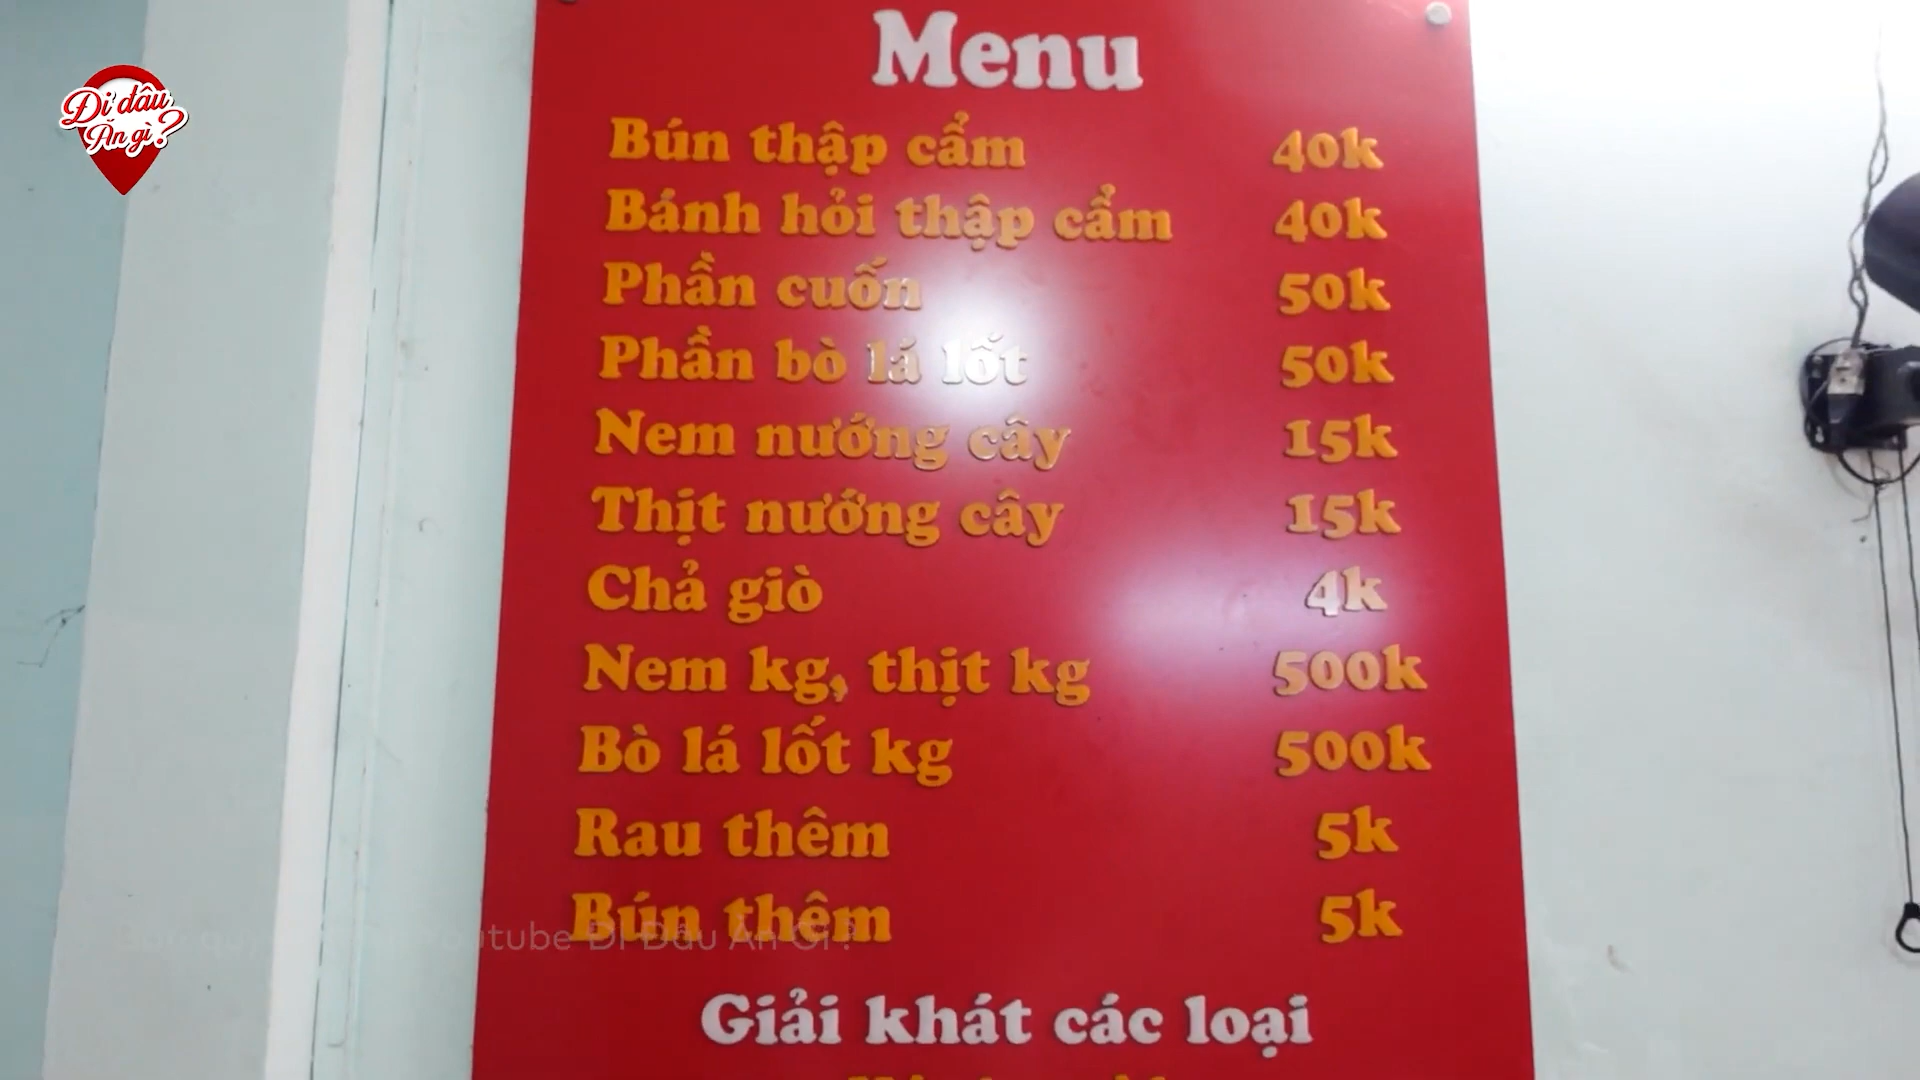 Đi đâu
Ăn gì?
Menu
Bún thập cẩm 40k
Bánh hỏi thập cẩm 40k
Phần cuốn 50k
Phần bò lá lốt 50k
Nem nướng cây 15k
Thịt nướng cây 15k
Chả giò 4k
Nem kg, thịt kg 500k
Bò lá lốt kg 500k
Rau thêm 5k
Bún thêm 5k
Youtube Đi Đâu Ăn Gì ?
Giải khát các loại